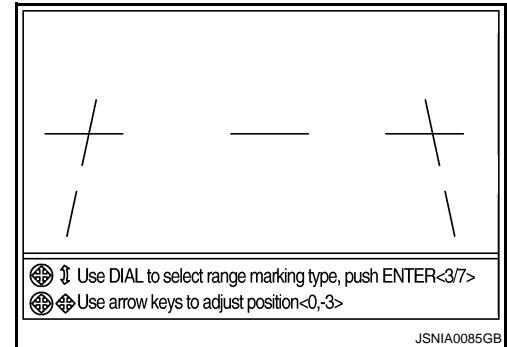 Use DIAL to select range marking type, push ENTER<3/7>
Use arrow keys to adjust position<0,-3>
JSNIA0085GB